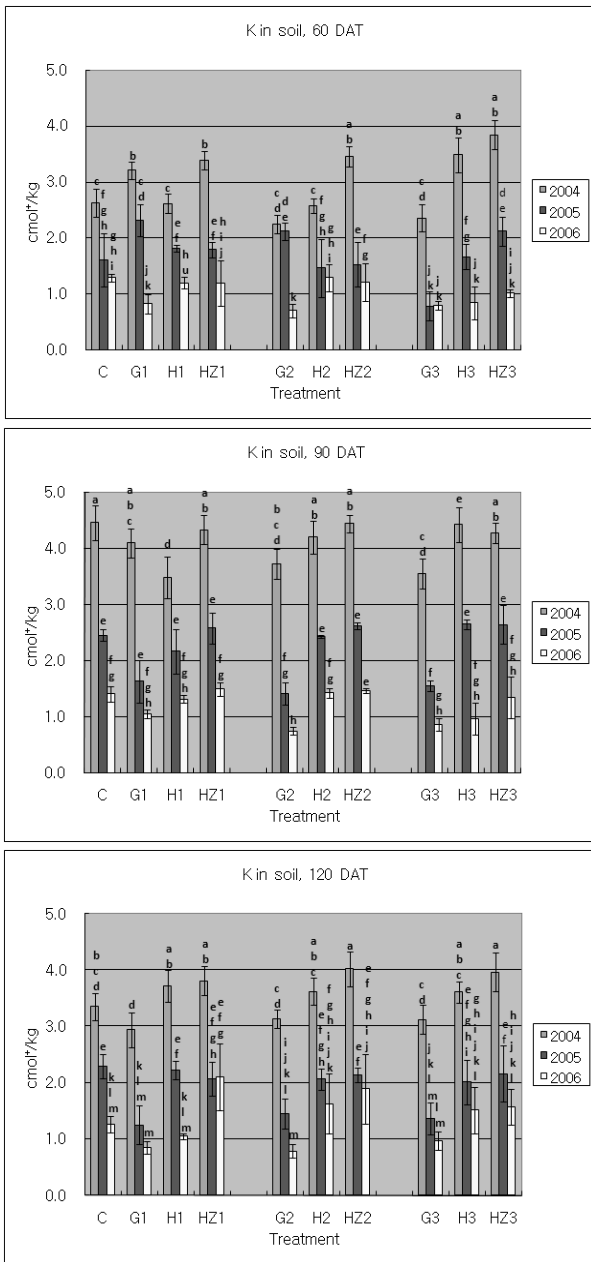 K in soil, 60 DAT
5.0
4.0
3.0
2.0
1.0
0.0
cmol⁺/kg
c d
f g h
g h i
b
c d
j k
c
e f
h u
b
e f
h i j
c d
d e
k
c
f g h
g h i
a b
e
f g
c d
j k
j k
a b
f g
j k
a b
d e
i j k
C G1 H1 HZ1 G2 H2 HZ2 G3 H3 HZ3
Treatment
2004
2005
2006
K in soil, 90 DAT
5.0
4.0
3.0
2.0
1.0
0.0
cmol⁺/kg
a
e
f g
a b c
e
f g h
d
e
f g h
a b
e
f g
b c d
f g
h
a b
e
f g
a b
e
e
c d
f
g h
e
e
f g h
a b
e
f g h
C G1 H1 HZ1 G2 H2 HZ2 G3 H3 HZ3
Treatment
2004
2005
2006
K in soil, 120 DAT
5.0
4.0
3.0
2.0
1.0
0.0
cmol⁺/kg
b c d
e
k l m
d
k l m
m
a b
e f
k l m
a b
e f g h
e f g
c d
i j k l
m
a b c
e f g h
f g h i j k
a
e f
e f g h i j
c d
j k l m
l m
a b c
e f g h i
g h i j k l
a
e f g h
h i j k l
C G1 H1 HZ1 G2 H2 HZ2 G3 H3 HZ3
Treatment
2004
2005
2006